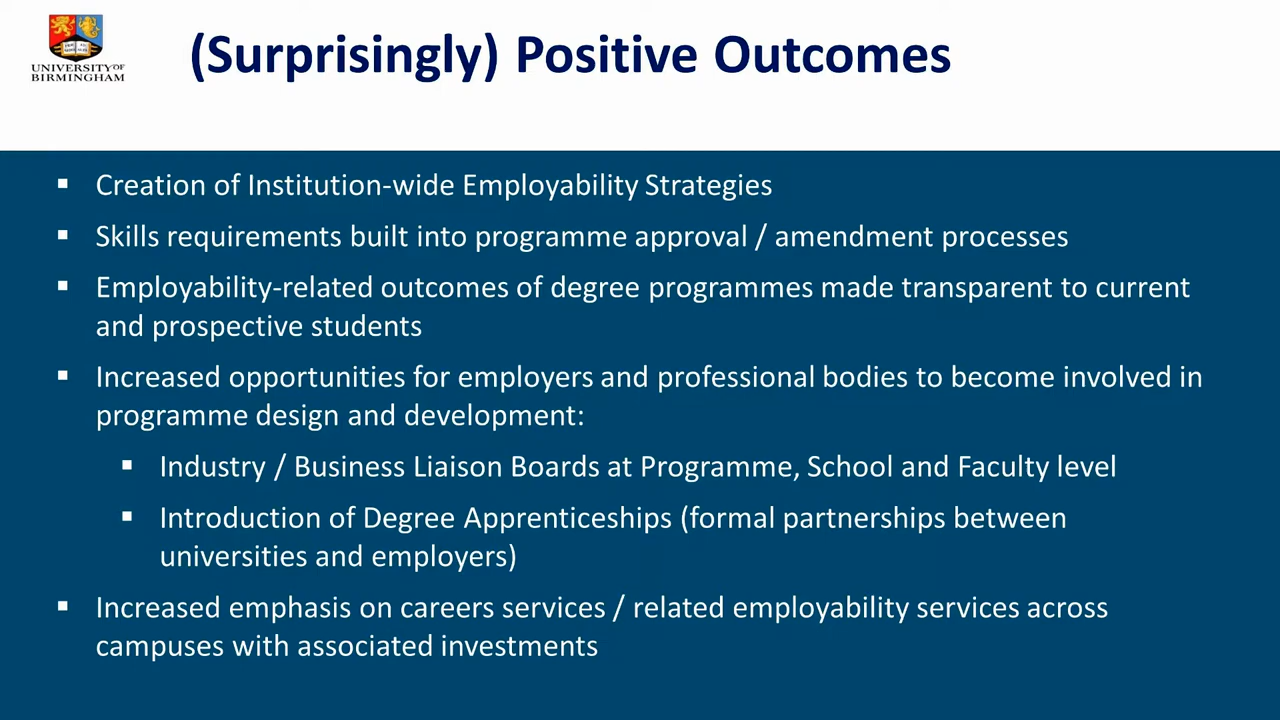 UNIVERSITY OF
BIRMINGHAM
(Surprisingly) Positive Outcomes
▪ Creation of Institution-wide Employability Strategies
▪ Skills requirements built into programme approval / amendment processes
▪ Employability-related outcomes of degree programmes made transparent to current
and prospective students
▪ Increased opportunities for employers and professional bodies to become involved in
programme design and development:
▪ Industry / Business Liaison Boards at Programme, School and Faculty level
▪ Introduction of Degree Apprenticeships (formal partnerships between
universities and employers)
▪ Increased emphasis on careers services / related employability services across
campuses with associated investments